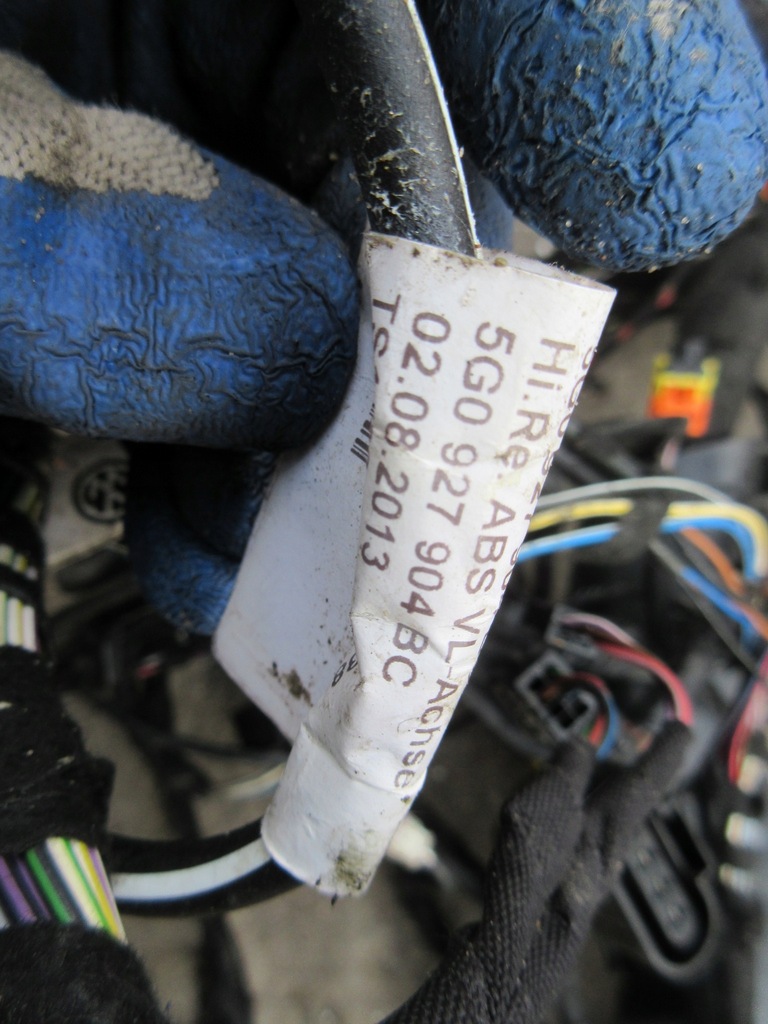 Hi.Re ABS VL-Achse
5G0 927 904 BC
02.08.2013
TS